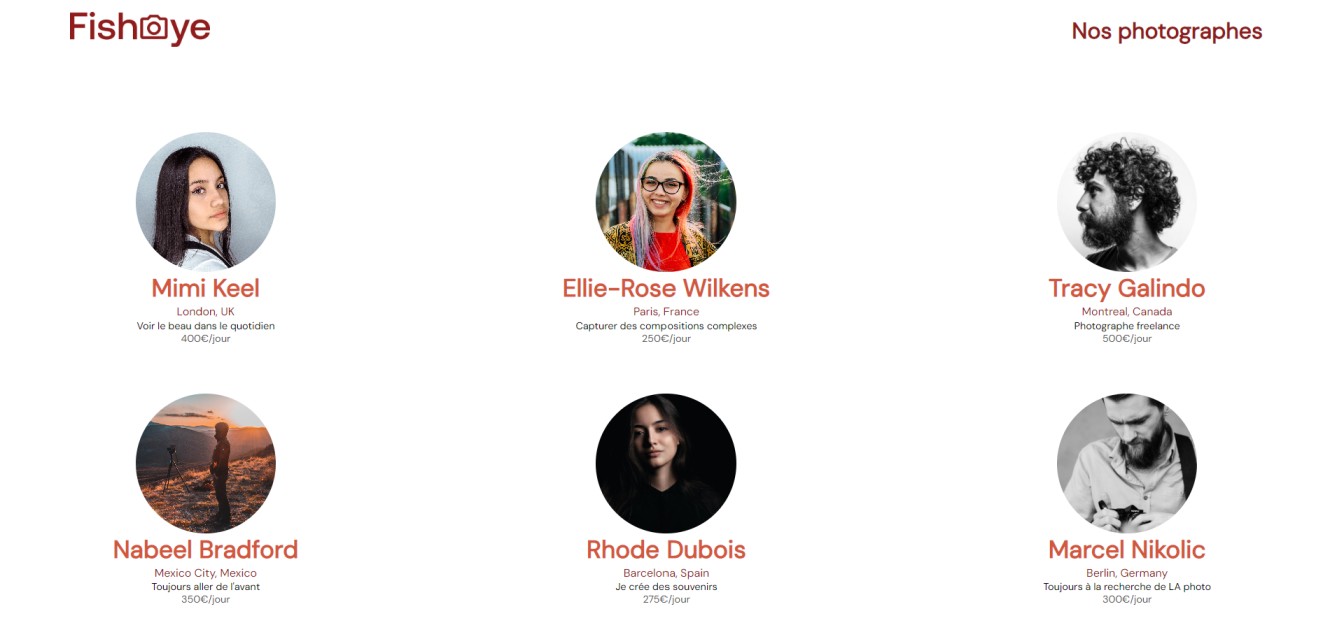 Fisheye
Nos photographes
Mimi Keel
London, UK
Voir le beau dans le quotidien
400€/jour
Ellie-Rose Wilkens
Paris, France
Capturer des compositions complexes
250€/jour
Tracy Galindo
Montreal, Canada
Photographe freelance
500€/jour
Nabeel Bradford
Mexico City, Mexico
Toujours aller de l'avant
350€/jour
Rhode Dubois
Barcelona, Spain
Je crée des souvenirs
275€/jour
Marcel Nikolic
Berlin, Germany
Toujours à la recherche de LA photo
300€/jour